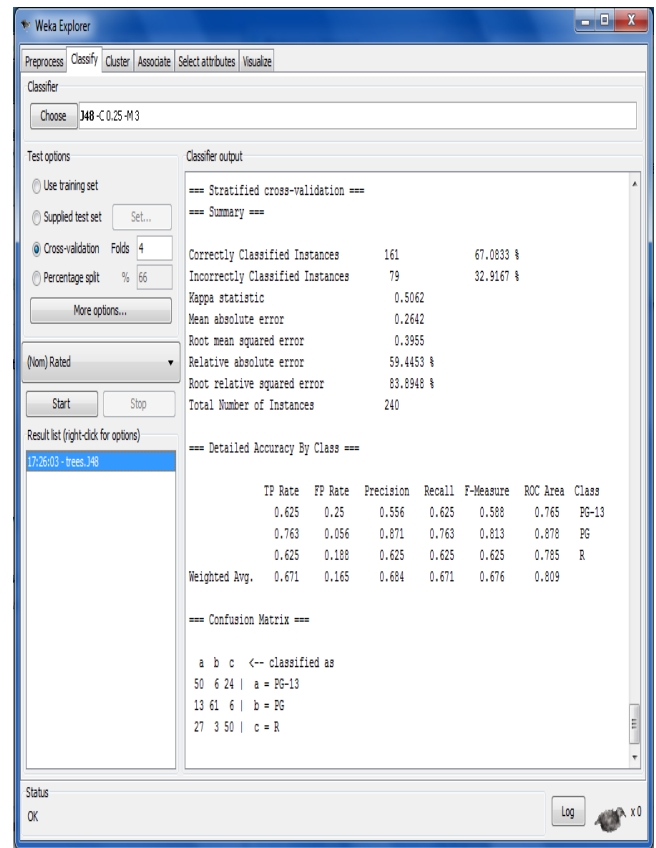 Weka Explorer
Preprocess Classify Cluster Associate Select attributes Visualize
Classifier
Choose J48 -C 0.25 -M 3
Test options
Use training set
Supplied test set Set...
Cross-validation Folds 4
Percentage split % 66
More options...
(Nom) Rated
Start Stop
Result list (right-click for options)
17:26:03 - trees.J48
Classifier output
=== Stratified cross-validation ===
=== Summary ===
Correctly Classified Instances 161 67.0833 %
Incorrectly Classified Instances 79 32.9167 %
Kappa statistic 0.5062
Mean absolute error 0.2642
Root mean squared error 0.3955
Relative absolute error 59.4453 %
Root relative squared error 83.8948 %
Total Number of Instances 240
=== Detailed Accuracy By Class ===
TP Rate FP Rate Precision Recall F-Measure ROC Area Class
0.625 0.25 0.556 0.625 0.588 0.765 PG-13
0.763 0.056 0.871 0.763 0.813 0.878 PG
0.625 0.188 0.625 0.625 0.625 0.785 R
Weighted Avg. 0.671 0.165 0.684 0.671 0.676 0.809
=== Confusion Matrix ===
a b c <-- classified as
50 6 24 | a = PG-13
13 61 6 | b = PG
27 3 50 | c = R
Status
OK
Log
x 0